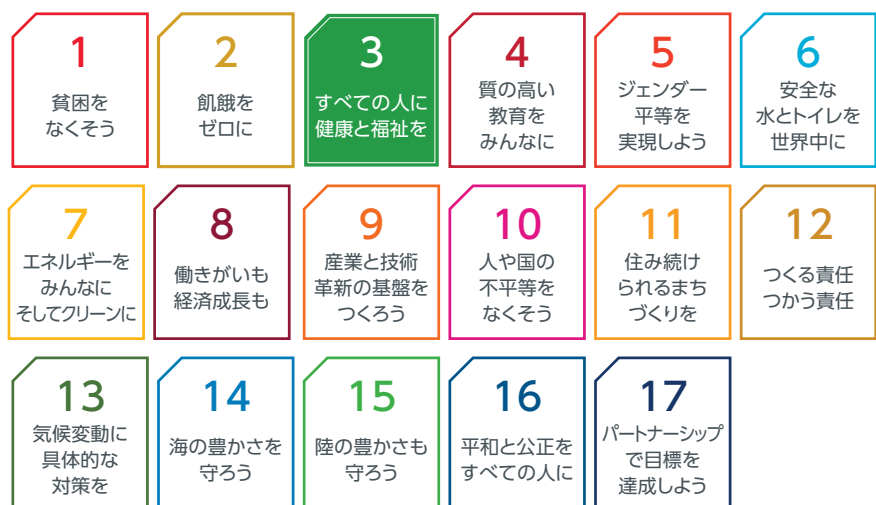 1
貧困を
なくそう
2
飢餓を
ゼロに
3
すべての人に
健康と福祉を
4
質の高い
教育を
みんなに
5
ジェンダー
平等を
実現しよう
6
安全な
水とトイレを
世界中に
7
エネルギーを
みんなに
そしてクリーンに
8
働きがいも
経済成長も
9
産業と技術
革新の基盤を
つくろう
10
人や国の
不平等を
なくそう
11
住み続け
られるまち
づくりを
12
つくる責任
つかう責任
13
気候変動に
具体的な
対策を
14
海の豊かさを
守ろう
15
陸の豊かさも
守ろう
16
平和と公正を
すべての人に
17
パートナーシップ
で目標を
達成しよう